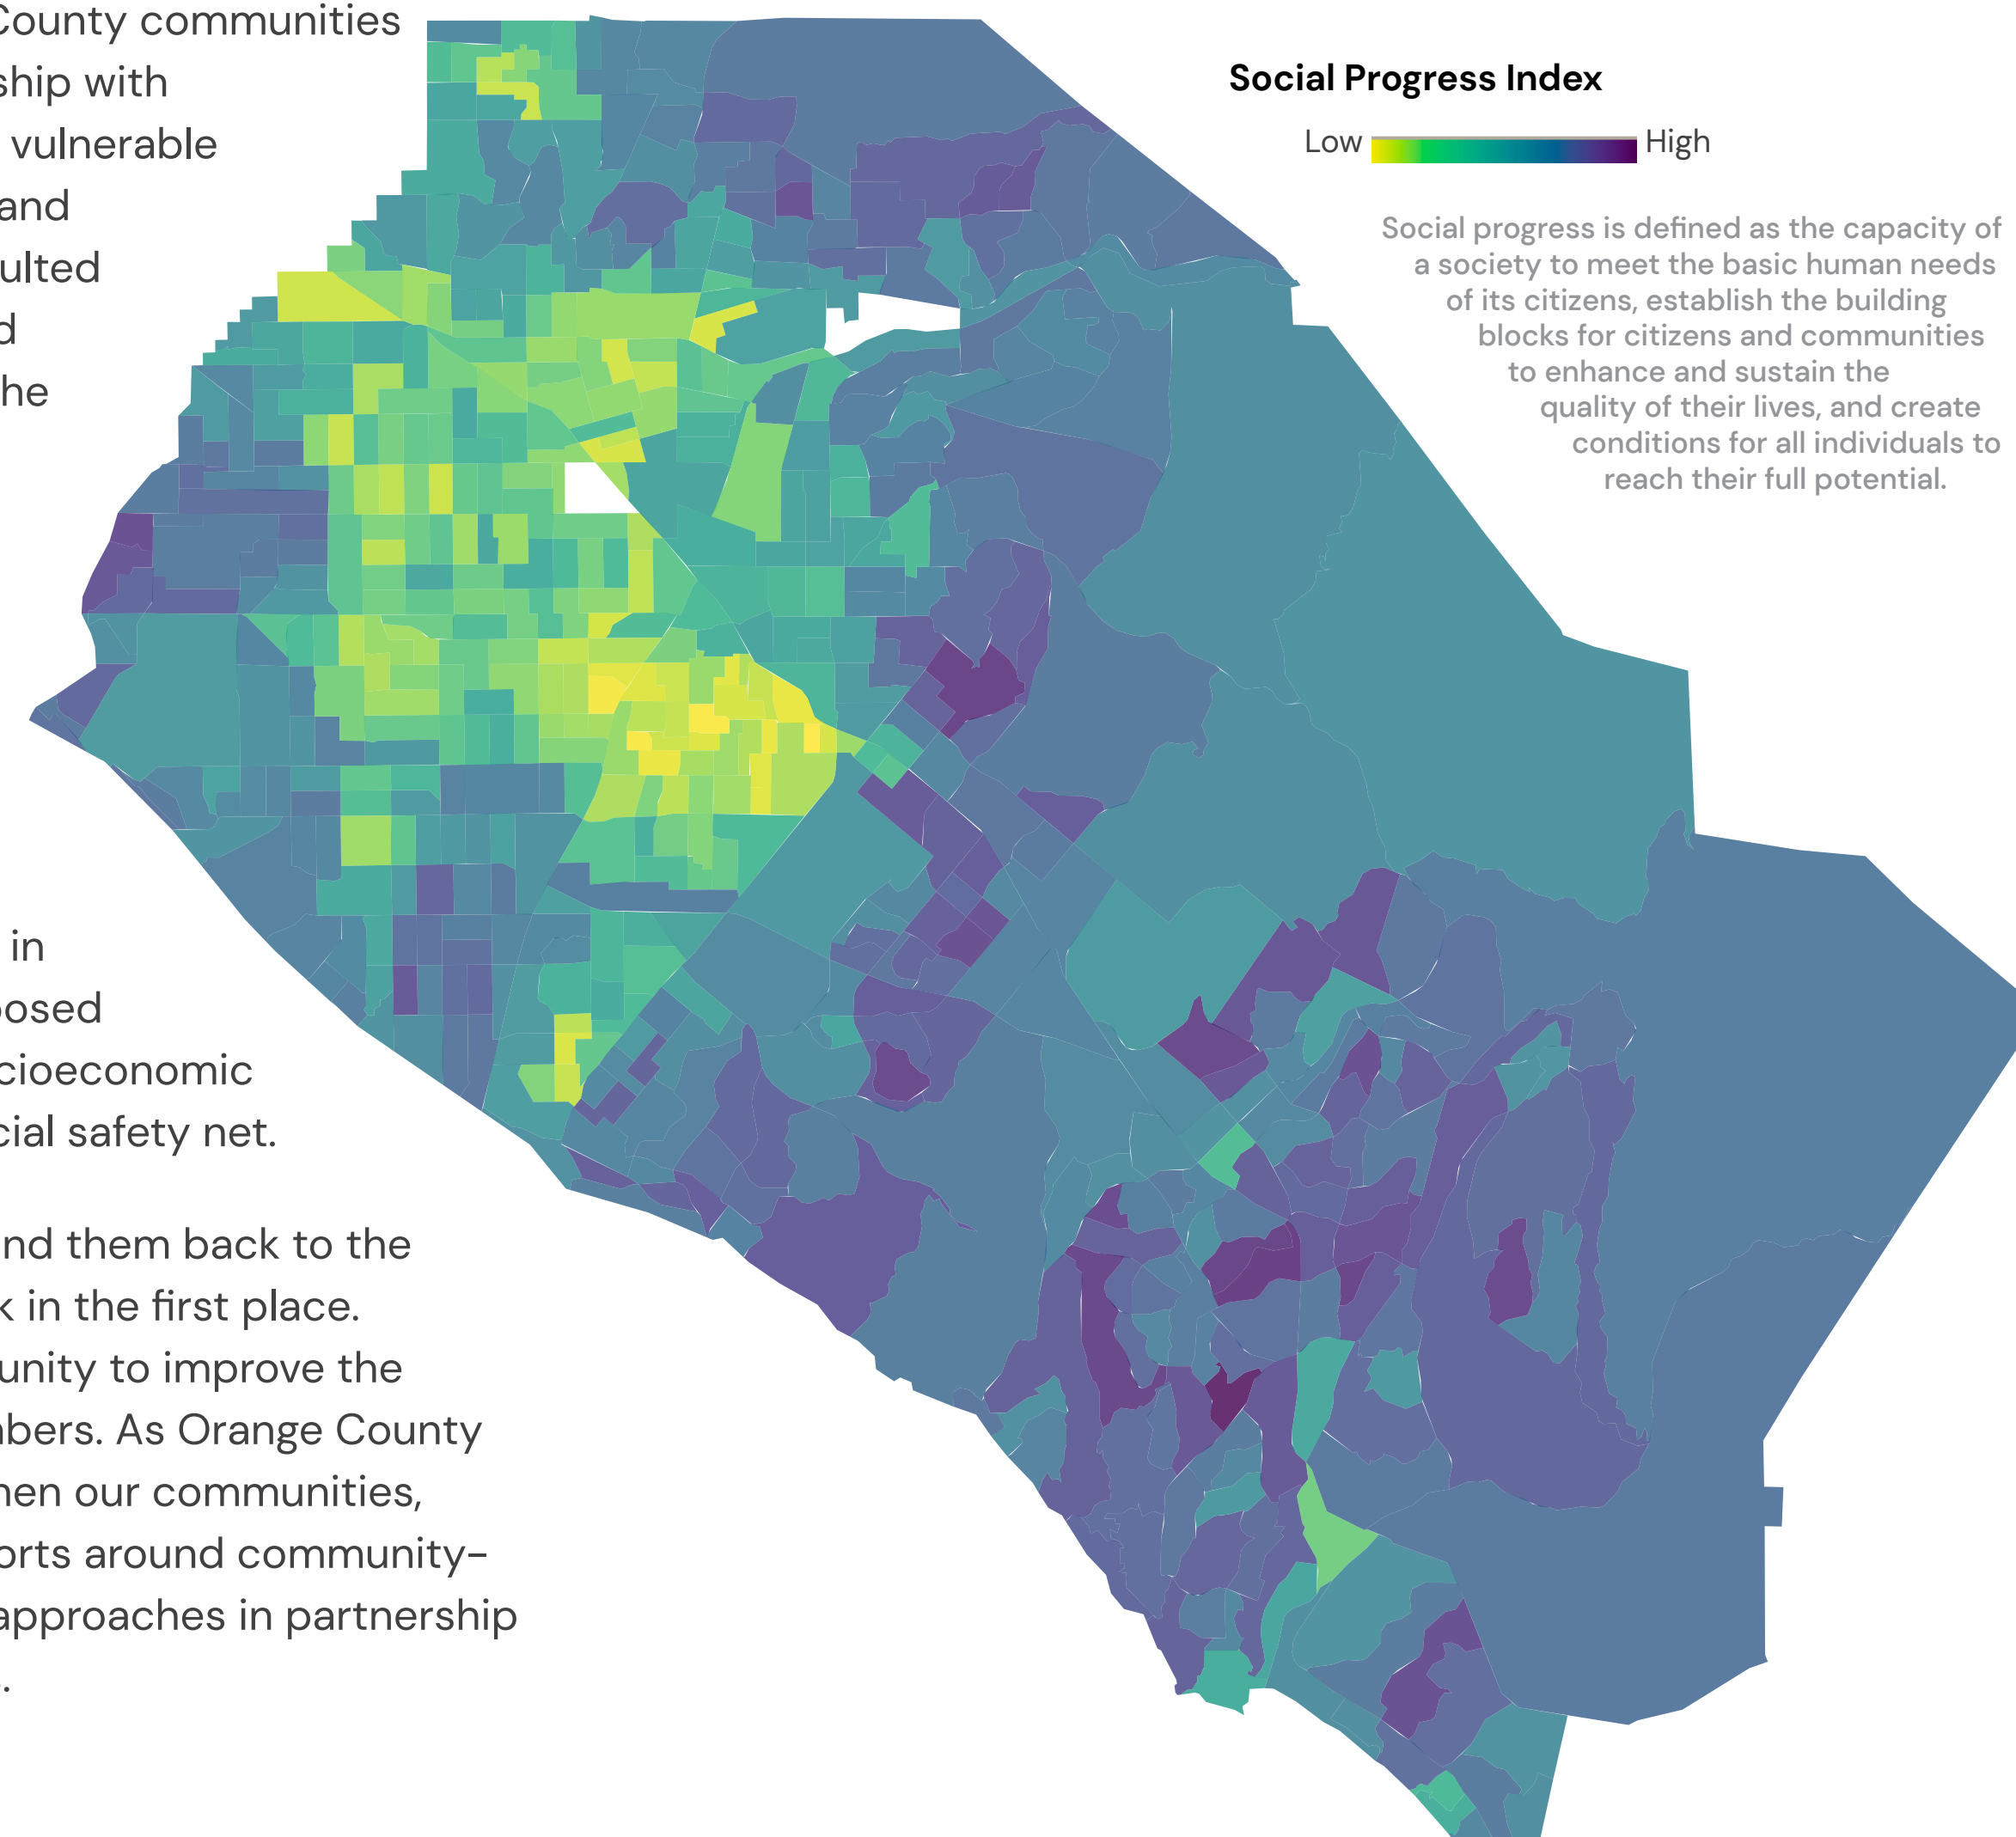 County communities
ship with
vulnerable
and
ulted
d
he
in
posed
cioeconomic
cial safety net.
nd them back to the
k in the first place.
unity to improve the
nbers. As Orange County
hen our communities,
orts around community-
approaches in partnership
.
Social Progress Index
Low High
Social progress is defined as the capacity of
a society to meet the basic human needs
of its citizens, establish the building
blocks for citizens and communities
to enhance and sustain the
quality of their lives, and create
conditions for all individuals to
reach their full potential.